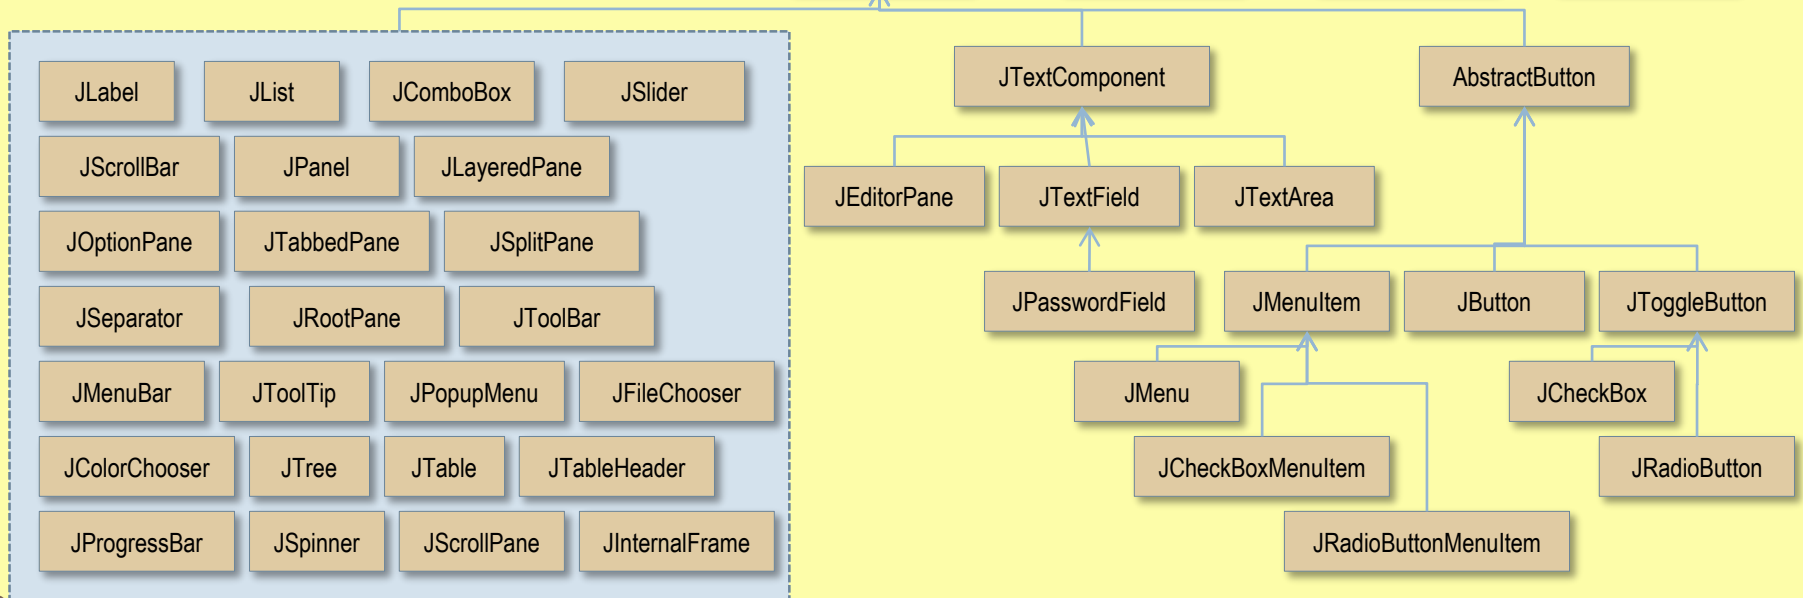 JLabel JList JComboBox JSlider
JScrollBar JPanel JLayeredPane
JOptionPane JTabbedPane JSplitPane
JSeparator JRootPane JToolBar
JMenuBar JToolTip JPopupMenu JFileChooser
JColorChooser JTree JTable JTableHeader
JProgressBar JSpinner JScrollPane JInternalFrame
JTextComponent AbstractButton
JEditorPane JTextField JTextArea
JPasswordField JMenuItem JButton JToggleButton
JMenu JCheckBox
JCheckBoxMenuItem JRadioButton
JRadioButtonMenuItem